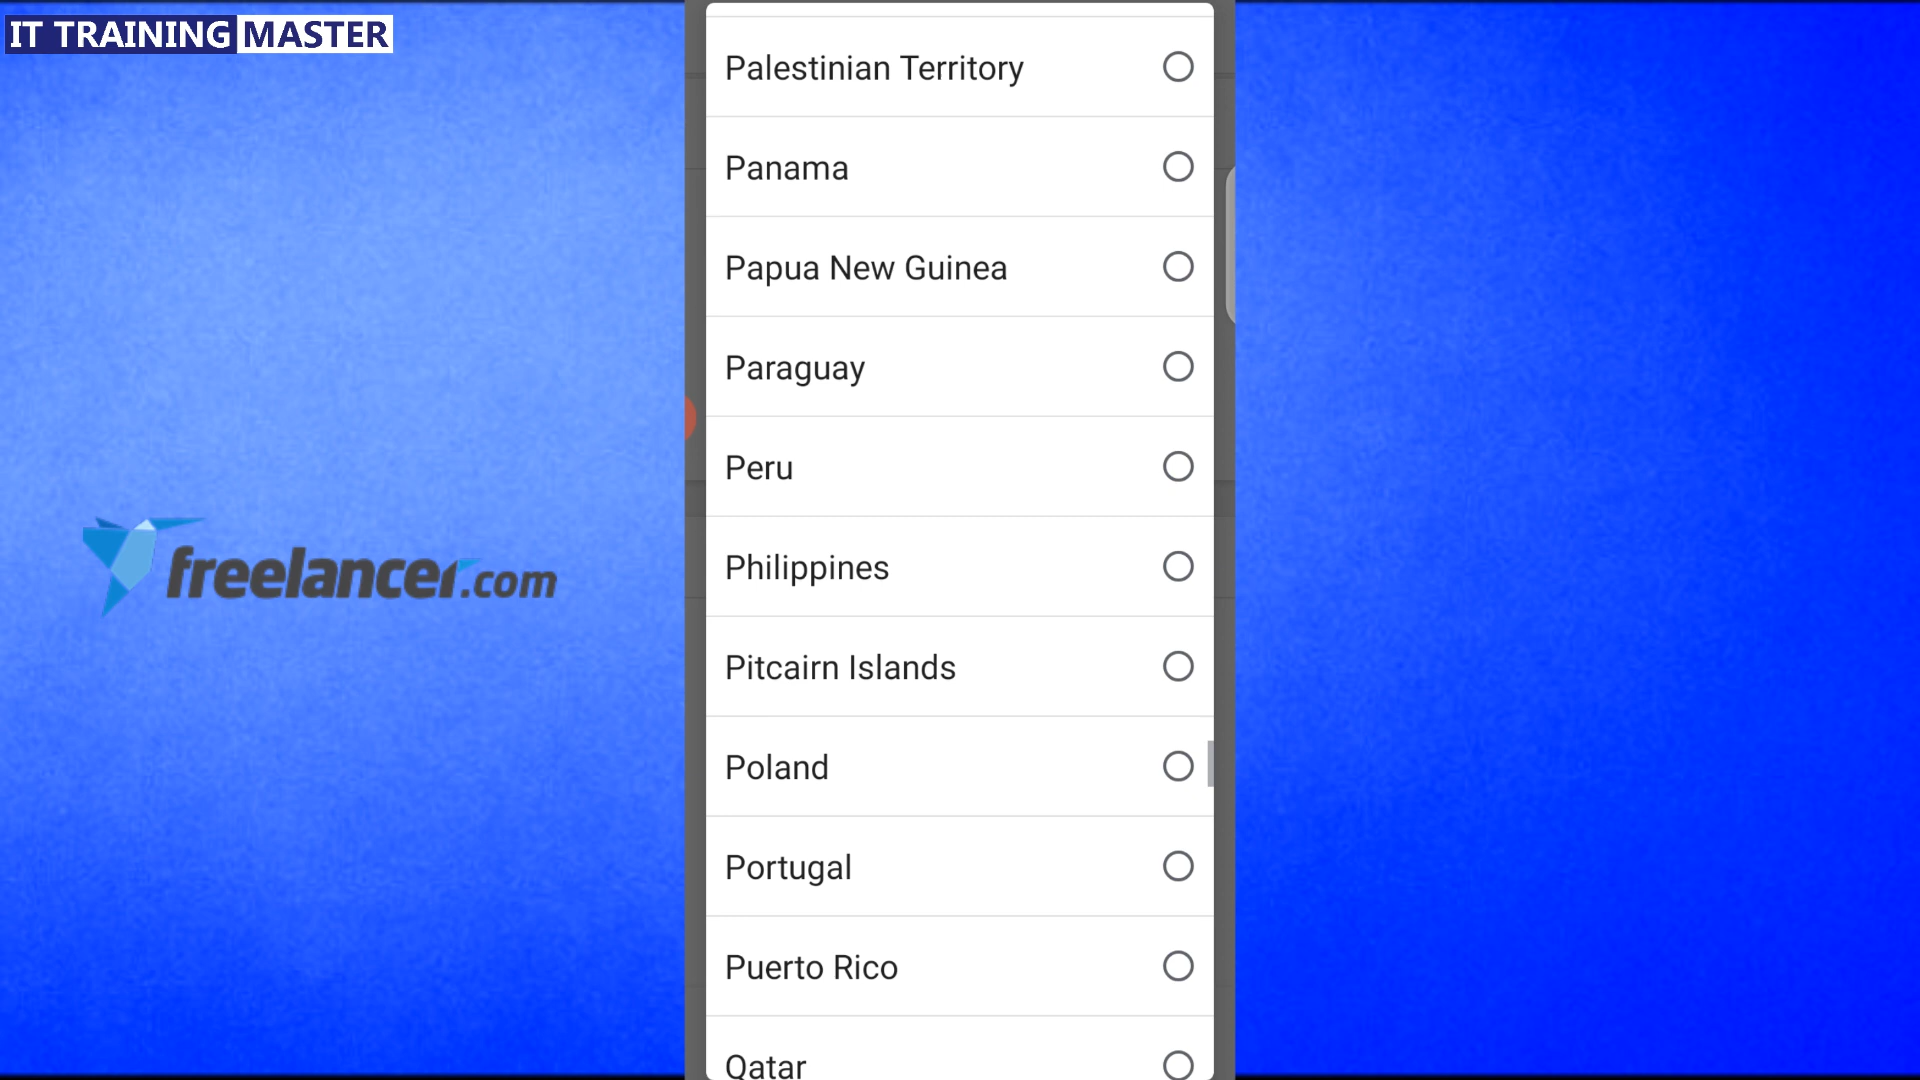 IT TRAINING MASTER
Palestinian Territory
Panama
Papua New Guinea
Paraguay
Peru
freelancer.com
Philippines
Pitcairn Islands
Poland
Portugal
Puerto Rico
Qatar